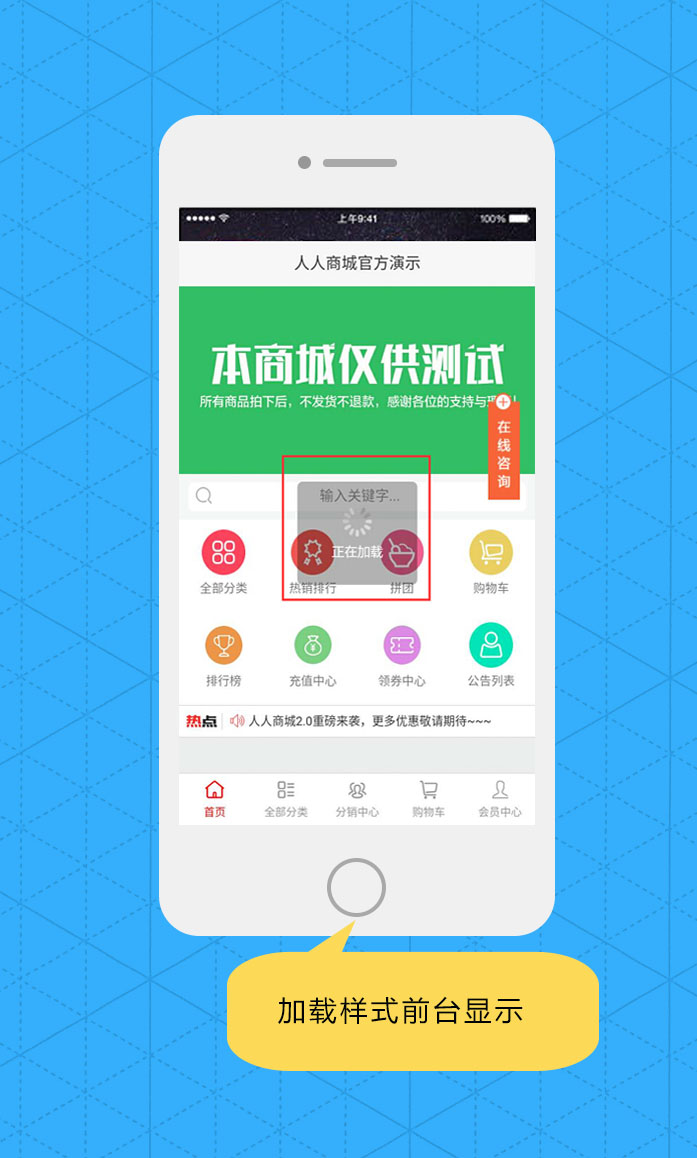 上午9:41
100%
人人商城官方演示
本商城仅供测试
所有商品拍下后，不发货不退款，感谢各位的支持与
在线咨询
输入关键字...
正在加载
全部分类
热销排行
拼团
购物车
排行榜
充值中心
领券中心
公告列表
热点
人人商城2.0重磅来袭，更多优惠敬请期待~~~
首页
全部分类
分销中心
购物车
会员中心
加载样式前台显示